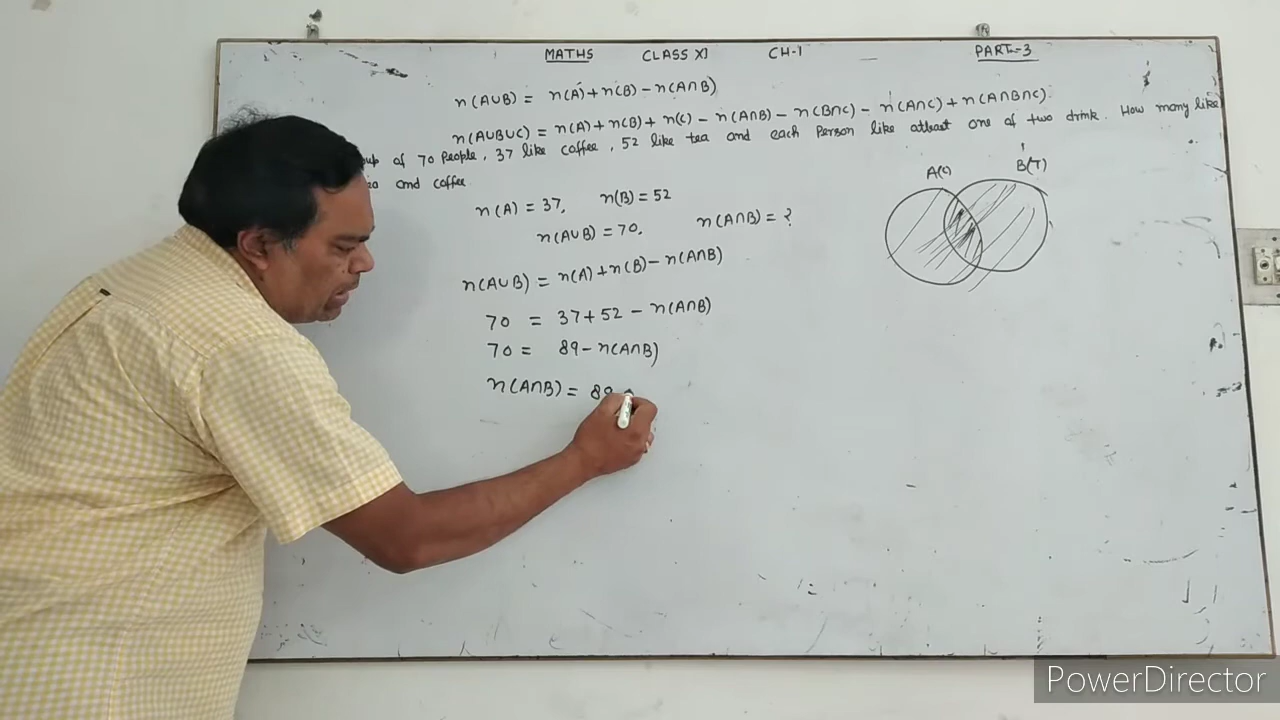 MATHS CLASS XI CH-1 PART-3
n(A∪B) = n(A)+n(B)-n(A∩B)
n(A∪B∪C) = n(A)+n(B)+n(C)-n(A∩B)-n(B∩C)-n(A∩C)+n(A∩B∩C)
of 70 People, 37 like coffee, 52 like tea and each Person like atleast one of two drink. How many like
and coffee
A(C) B(T)
n(A) = 37, n(B) = 52
n(A∪B) = 70, n(A∩B) = ?
n(A∪B) = n(A)+n(B)-n(A∩B)
70 = 37+52-n(A∩B)
70 = 89-n(A∩B)
n(A∩B) = 89
PowerDirector